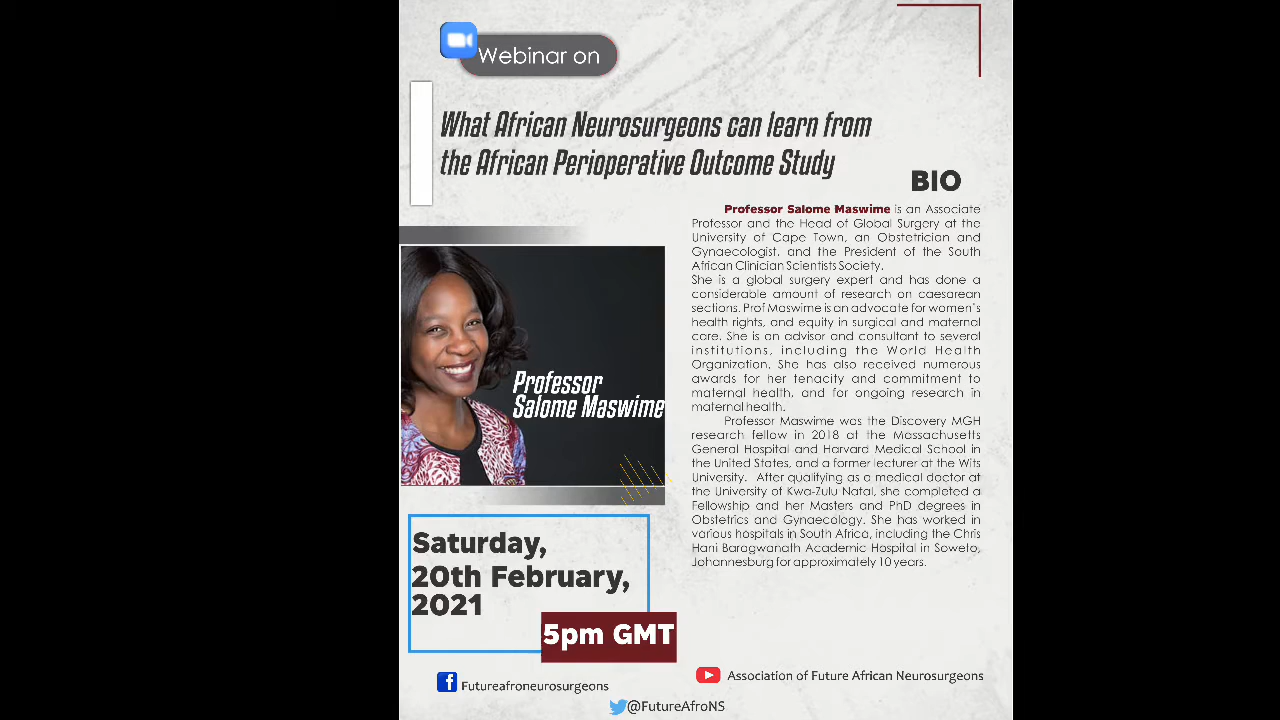 Webinar on
What African Neurosurgeons can learn from
the African Perioperative Outcome Study
BIO
Professor Salome Maswime is an Associate
Professor and the Head of Global Surgery at the
University of Cape Town, an Obstetrician and
Gynaecologist, and the President of the South
African Clinician Scientists Society.
She is a global surgery expert and has done a
considerable amount of research on caesarean
sections. Prof Maswime is an advocate for women's
health rights, and equity in surgical and maternal
care. She is an advisor and consultant to several
institutions, including the World Health
Organization. She has also received numerous
awards for her tenacity and commitment to
maternal health, and for ongoing research in
maternal health.
Professor Maswime was the Discovery MGH
research fellow in 2018 at the Massachusetts
General Hospital and Harvard Medical School in
the United States, and a former lecturer at the Wits
University. After qualifying as a medical doctor at
the University of Kwa-Zulu Natal, she completed a
Fellowship and her Masters and PhD degrees in
Obstetrics and Gynaecology. She has worked in
various hospitals in South Africa, including the Chris
Hani Baragwanath Academic Hospital in Soweto,
Johannesburg for approximately 10 years.
Professor
Salome Maswime
Saturday,
20th February,
2021
5pm GMT
Futureafroneurosurgeons
Association of Future African Neurosurgeons
@FutureAfroNS